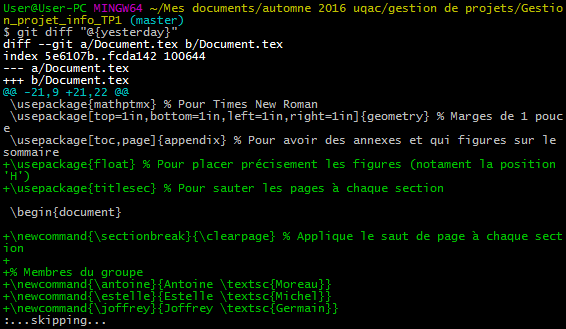 User@User-PC MINGW64 ~/Mes documents/automne 2016 uqac/gestion de projets/Gestio
n_projet_info_TP1 (master)
$ git diff "@{yesterday}"
diff --git a/Document.tex b/Document.tex
index 5e6107b..fcda142 100644
--- a/Document.tex
+++ b/Document.tex
@@ -21,9 +21,22 @@
 \usepackage{mathptmx} % Pour Times New Roman
 \usepackage[top=1in,bottom=1in,left=1in,right=1in]{geometry} % Marges de 1 pouc
e
 \usepackage[toc,page]{appendix} % Pour avoir des annexes et qui figures sur le
sommaire
+\usepackage{float} % Pour placer précisément les figures (notament la position
'H')
+\usepackage{titlesec} % Pour sauter les pages à chaque section

 \begin{document}

+\newcommand{\sectionbreak}{\clearpage} % Applique le saut de page à chaque sect
ion
+
+% Membres du groupe
+\newcommand{\antoine}{Antoine \textsc{Moreau}}
+\newcommand{\estelle}{Estelle \textsc{Michel}}
+\newcommand{\joffrey}{Joffrey \textsc{Germain}}
:...skipping...